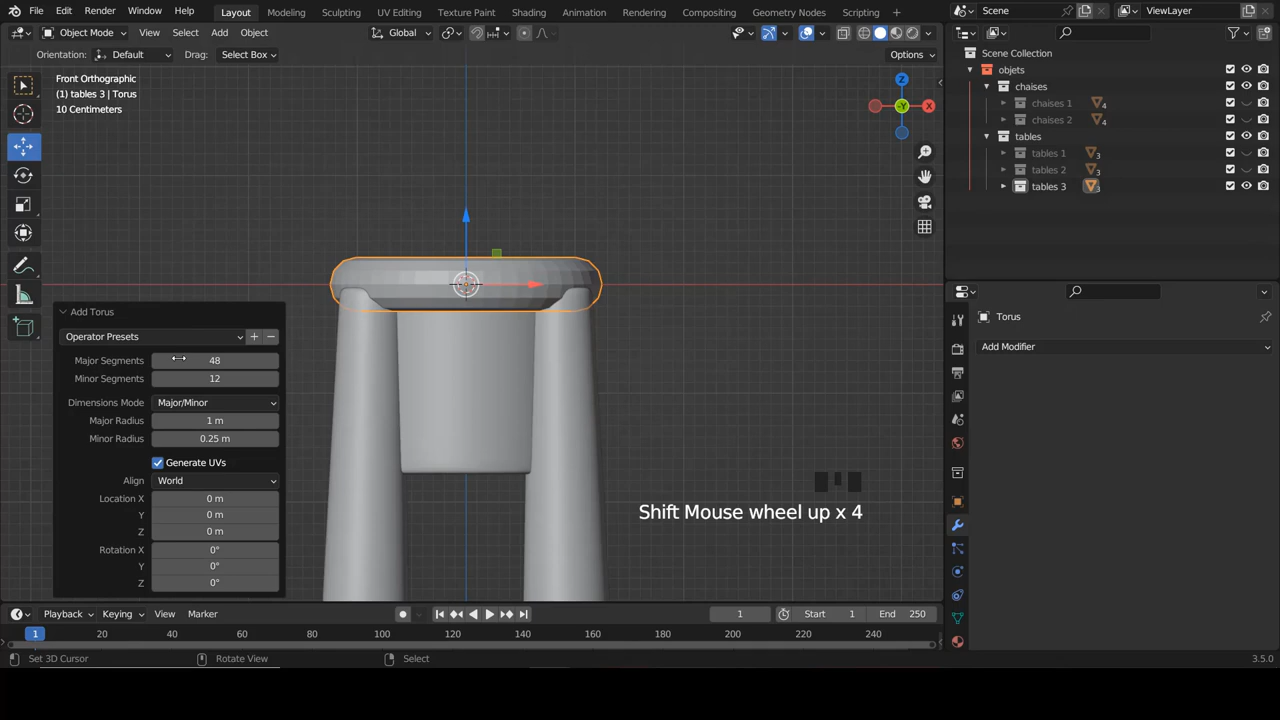 File Edit Render Window Help Layout Modeling Sculpting UV Editing Texture Paint Shading Animation Rendering Compositing Geometry Nodes Scripting Scene ViewLayer
Object Mode View Select Add Object Global
Orientation: Default Drag: Select Box Options
Front Orthographic
(1) tables 3 | Torus
10 Centimeters
Z
-Y
X
Scene Collection
objets
chaises
chaises 1 4
chaises 2 4
tables
tables 1 3
tables 2 3
tables 3 3
Torus
Add Modifier
Add Torus
Operator Presets
Major Segments 48
Minor Segments 12
Dimensions Mode Major/Minor
Major Radius 1 m
Minor Radius 0.25 m
Generate UVs
Align World
Location X 0 m
Y 0 m
Z 0 m
Rotation X 0°
Y 0°
Z 0°
Shift Mouse wheel up x 4
Playback Keying View Marker 1 Start 1 End 250
1 20 40 60 80 100 120 140 160 180 200 220 240
Set 3D Cursor Rotate View Select 3.5.0